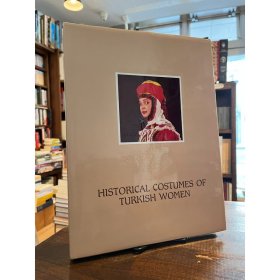 HISTORICAL COSTUMES OF
TURKISH WOMEN